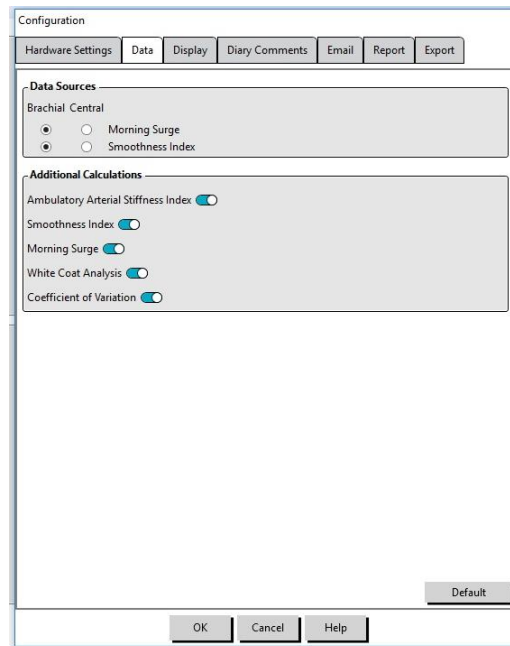 Configuration
Hardware Settings Data Display Diary Comments Email Report Export
Data Sources
Brachial Central
Morning Surge
Smoothness Index
Additional Calculations
Ambulatory Arterial Stiffness Index
Smoothness Index
Morning Surge
White Coat Analysis
Coefficient of Variation
Default
OK Cancel Help